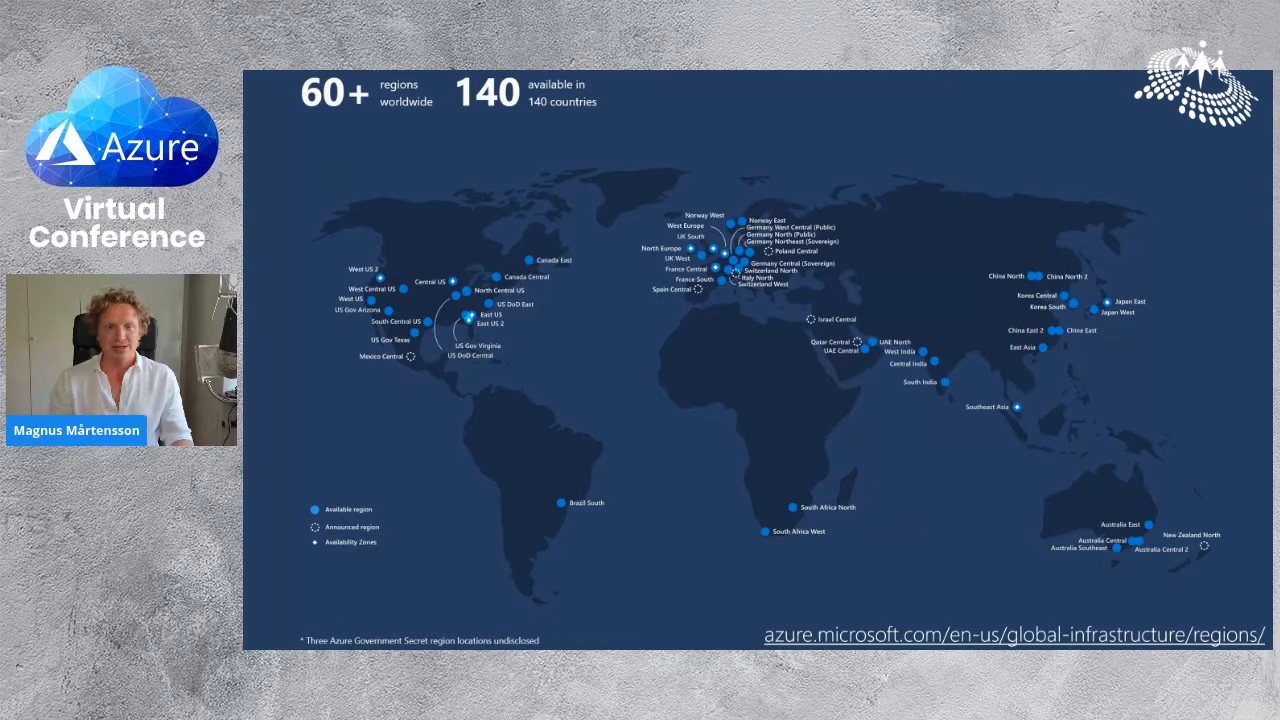 Azure
Virtual
Conference
Magnus Mårtensson
60+
regions
worldwide
140
available in
140 countries
Norway West
Norway East
West Europe
Germany West Central (Public)
Germany North (Public)
UK South
Germany Northeast (Sovereign)
North Europe
Poland Central
UK West
Germany Central (Sovereign)
France Central
Switzerland North
Italy North
France South
Switzerland West
Spain Central
Canada East
West US 2
Canada Central
Central US
West Central US
North Central US
West US
US DoD East
US Gov Arizona
East US
South Central US
East US 2
US Gov Texas
US Gov Virginia
US DoD Central
Mexico Central
Israel Central
Qatar Central
UAE North
UAE Central
West India
Central India
South India
China North
China North 2
Korea Central
Korea South
Japan East
Japan West
China East 2
China East
East Asia
Southeast Asia
Brazil South
South Africa North
South Africa West
Australia East
New Zealand North
Australia Central
Australia Southeast
Australia Central 2
Available region
Announced region
Availability Zones
* Three Azure Government Secret region locations undisclosed
azure.microsoft.com/en-us/global-infrastructure/regions/